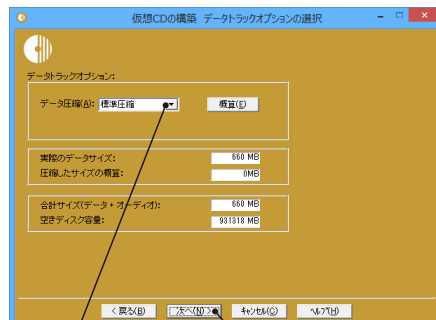 仮想CDの構築 データトラックオプションの選択
データトラックオプション:
データ圧縮(A): 標準圧縮 概算(E)
実際のデータサイズ: 660 MB
圧縮したサイズの概算: 0MB
合計サイズ(データ+オーディオ): 660 MB
空きディスク容量: 931318 MB
< 戻る(B) 次へ(N) > キャンセル(C) ヘルプ(H)